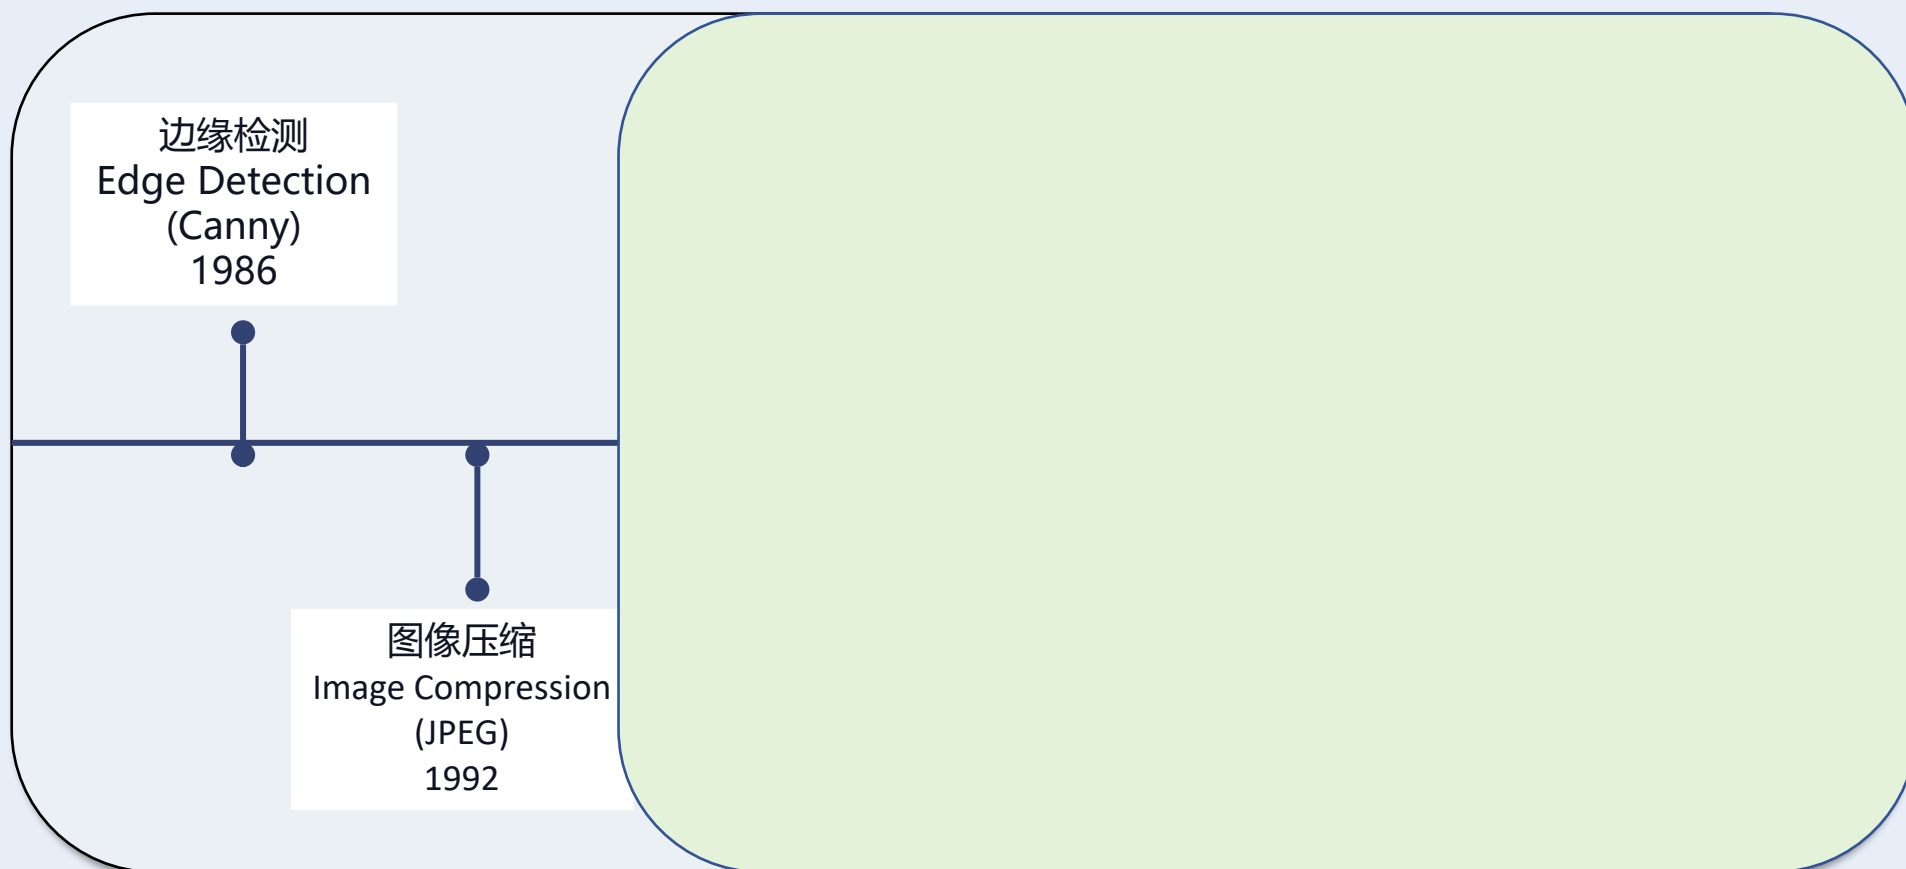 边缘检测
Edge Detection
(Canny)
1986
图像压缩
Image Compression
(JPEG)
1992